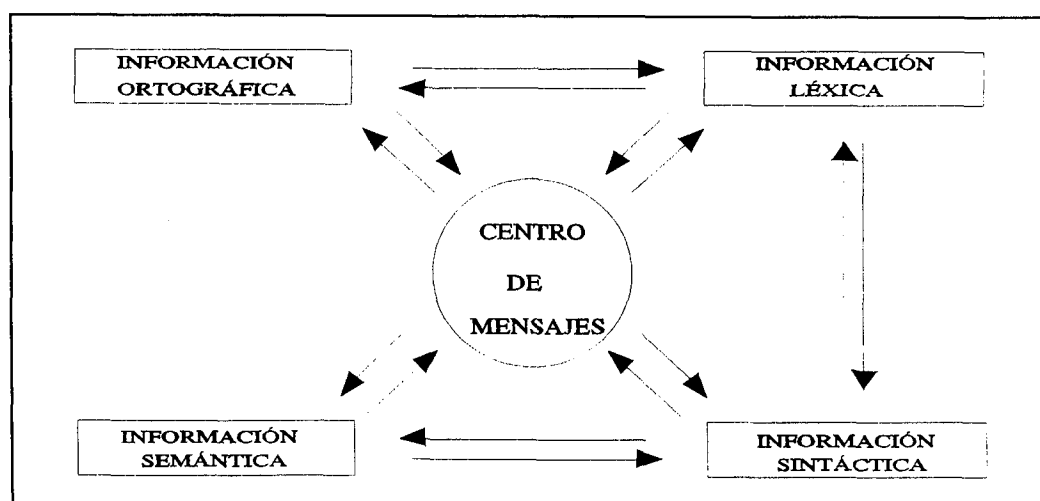 INFORMACIÓN
ORTOGRÁFICA
INFORMACIÓN
LÉXICA
CENTRO
DE
MENSAJES
INFORMACIÓN
SEMÁNTICA
INFORMACIÓN
SINTÁCTICA